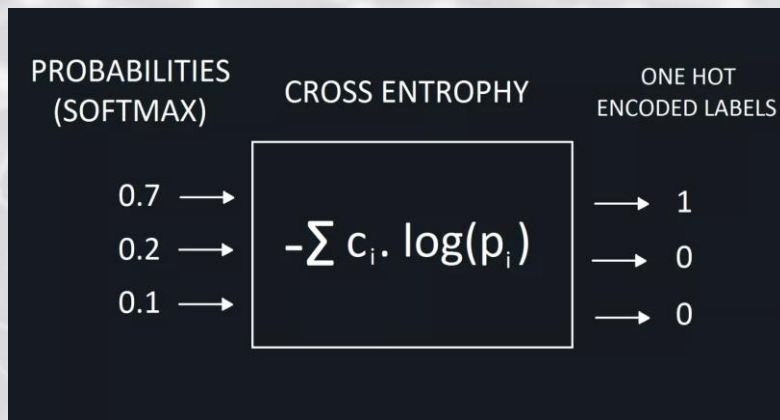 PROBABILITIES
(SOFTMAX)
CROSS ENTROPHY
ONE HOT
ENCODED LABELS
0.7 → → 1
0.2 → -∑ cᵢ. log(pᵢ) → 0
0.1 → → 0